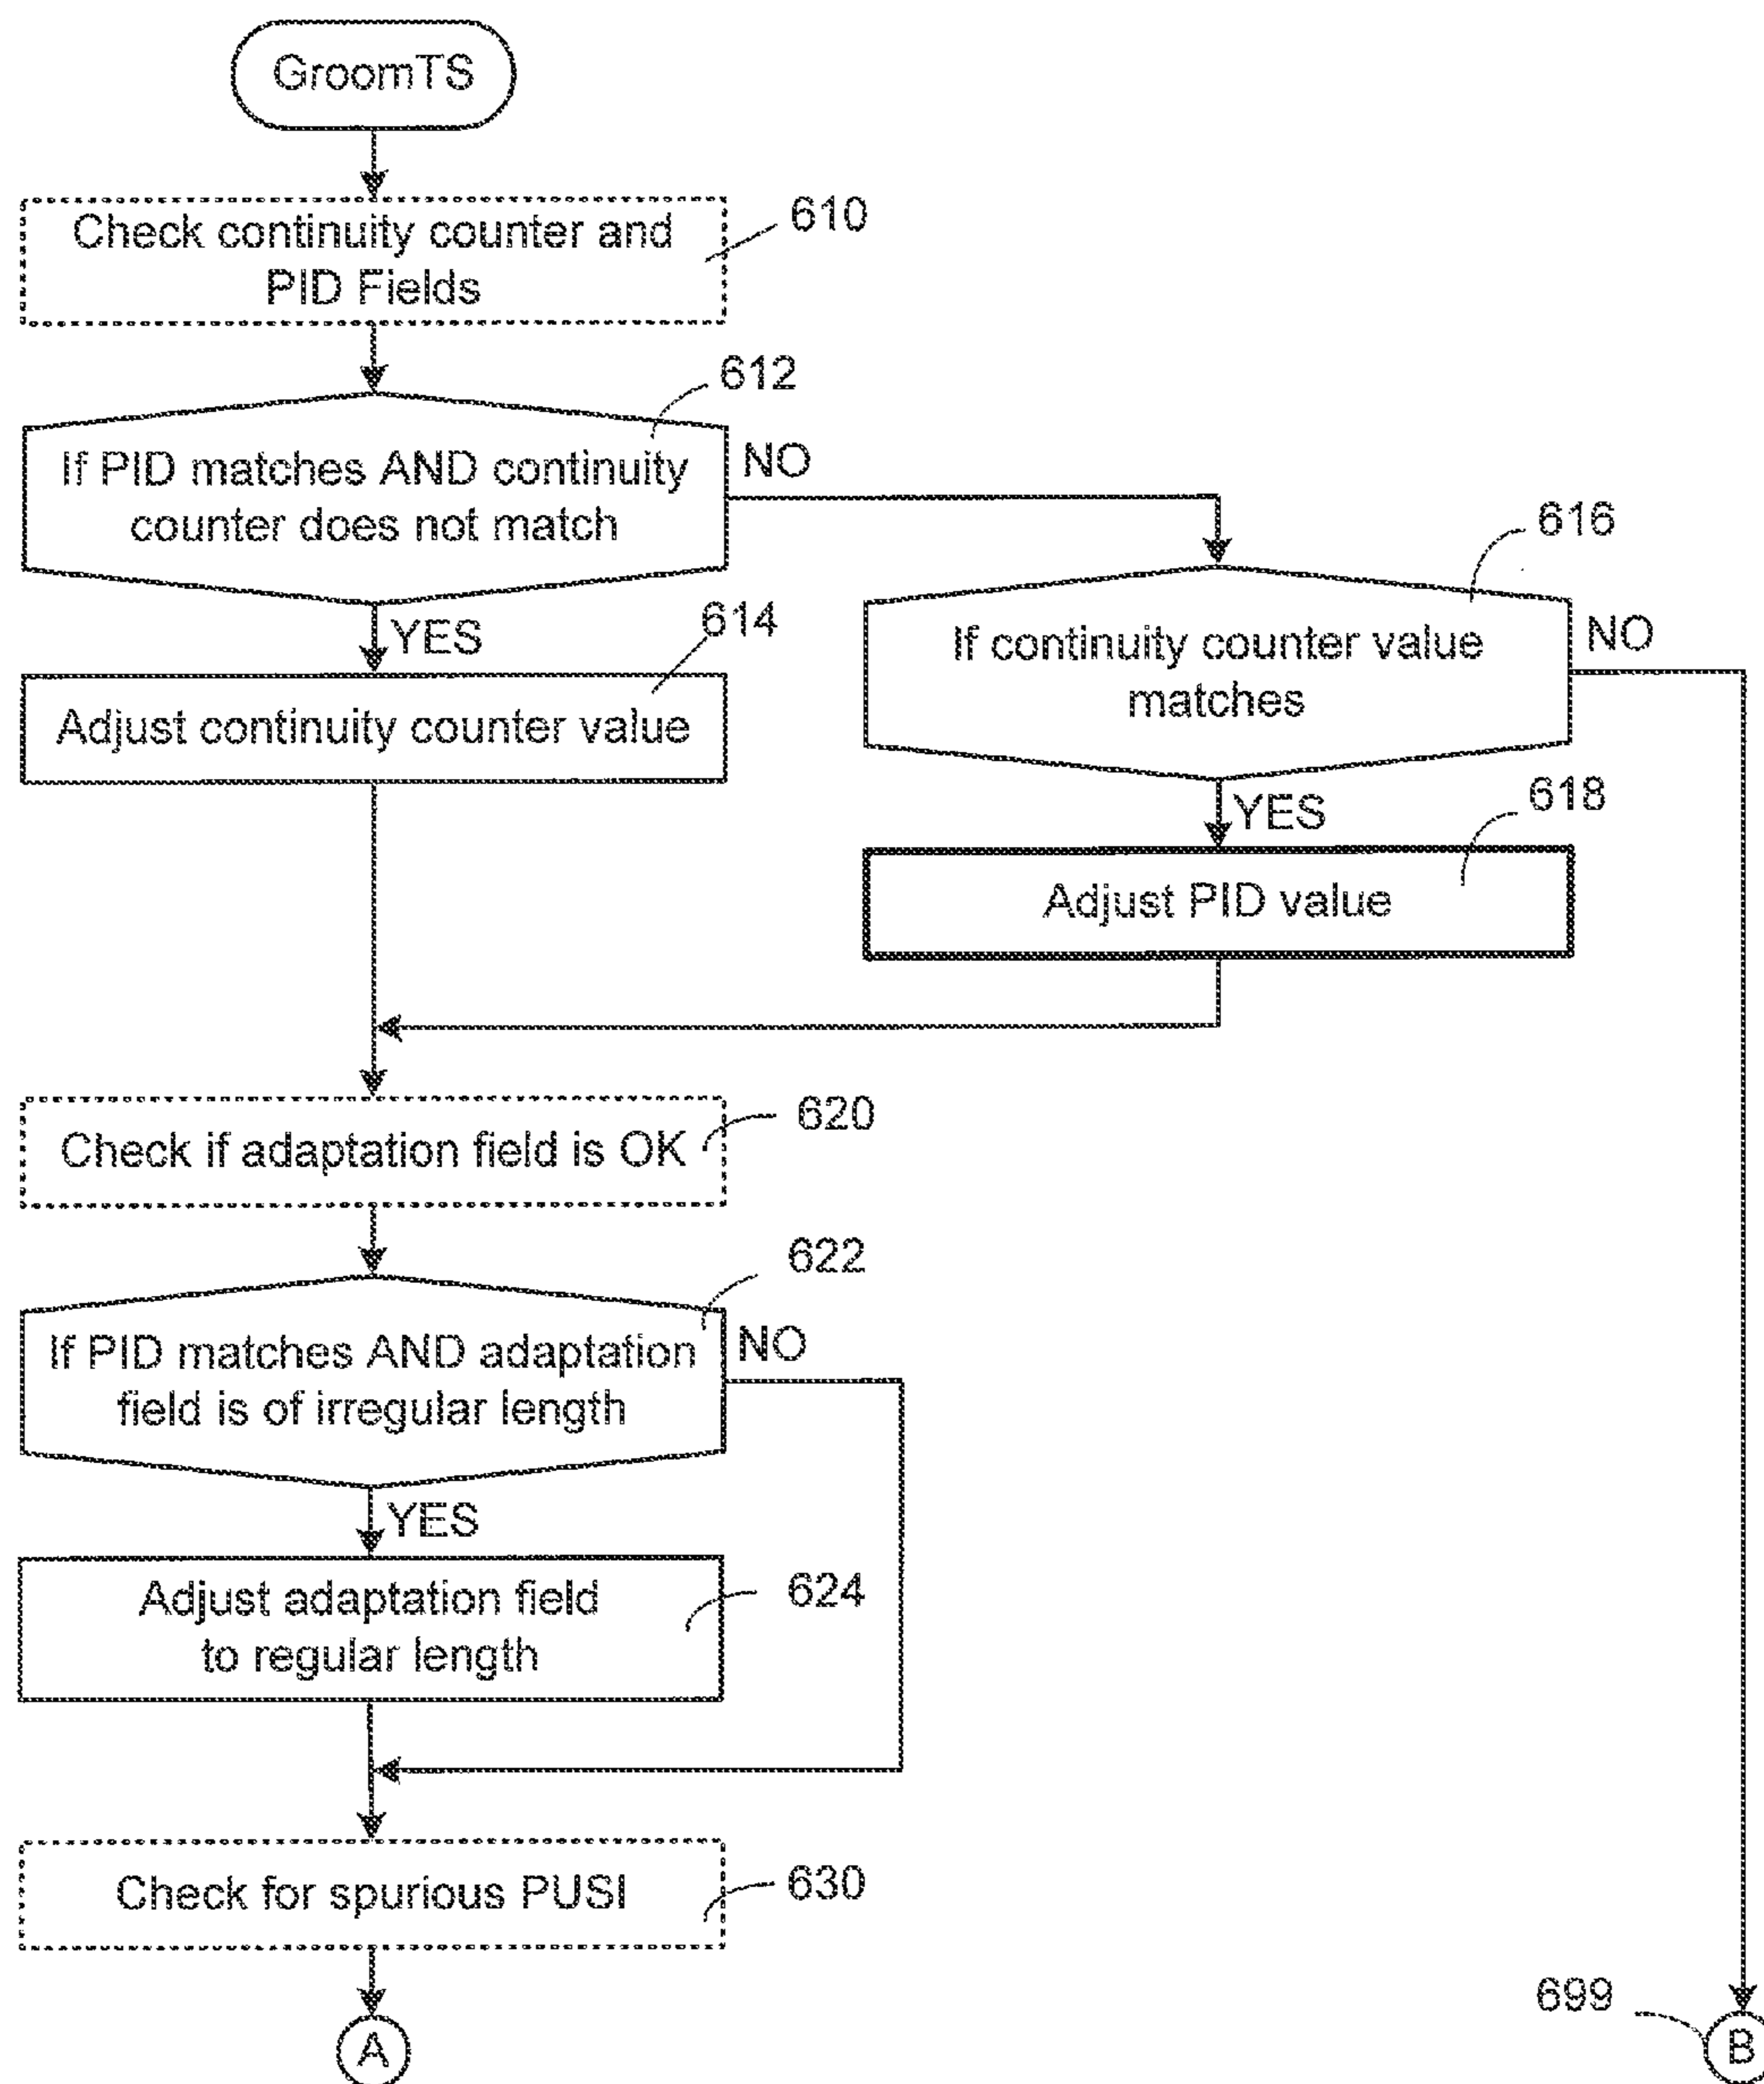 GroomTS
Check continuity counter and
PID Fields
610
612
If PID matches AND continuity
counter does not match
NO
YES
614
Adjust continuity counter value
616
If continuity counter value
matches
NO
YES
618
Adjust PID value
Check if adaptation field is OK
620
622
If PID matches AND adaptation
field is of irregular length
NO
YES
Adjust adaptation field
to regular length
624
Check for spurious PUSI
630
A
699
B